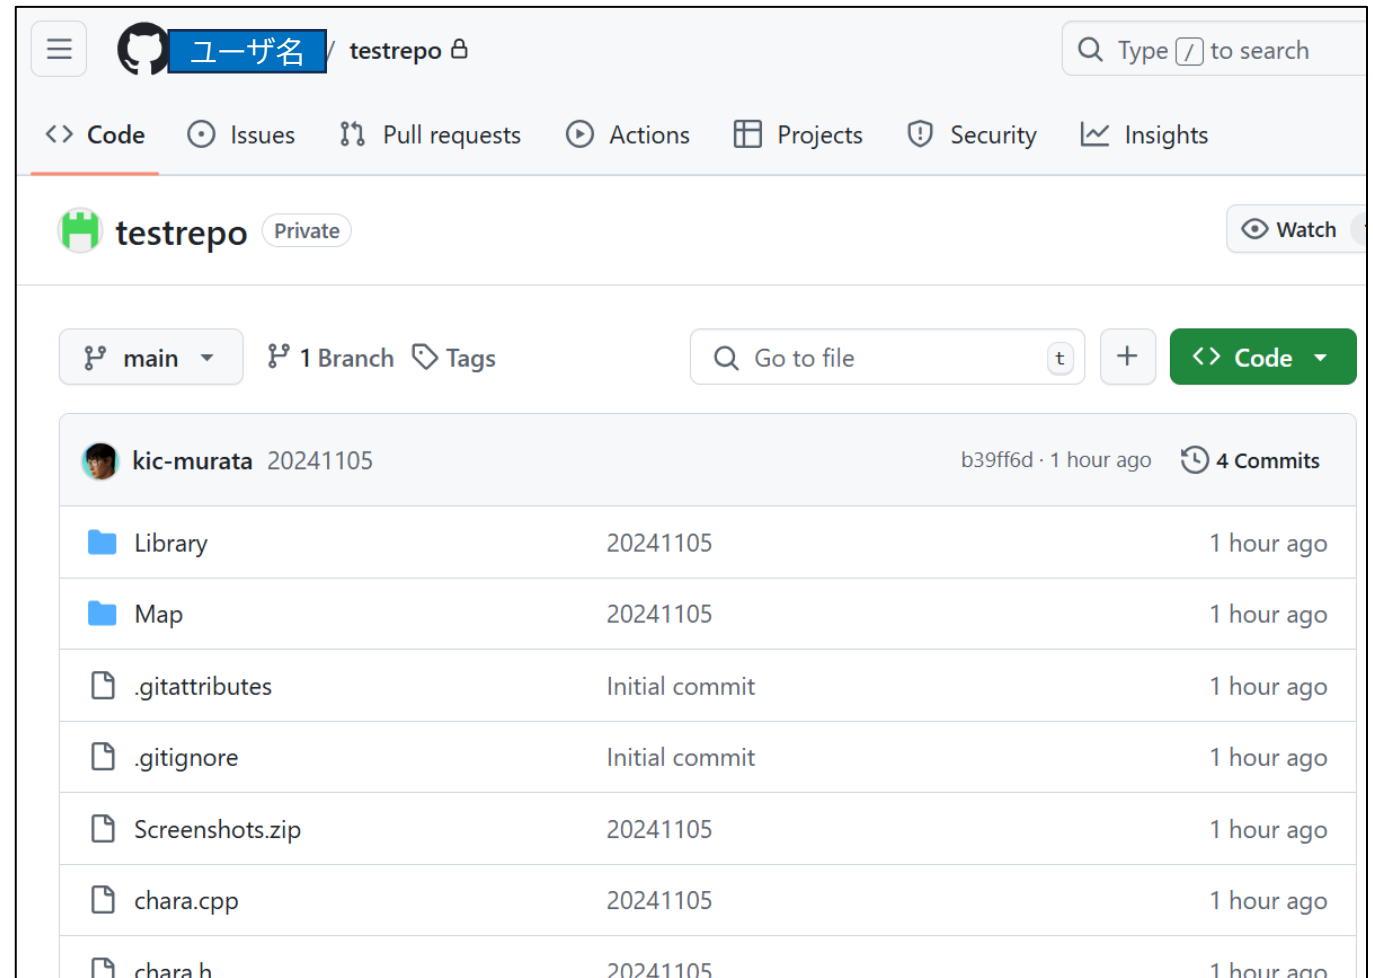 ユーザ名 / testrepo
Type / to search
Code Issues Pull requests Actions Projects Security Insights
testrepo Private
Watch
main 1 Branch Tags Go to file t + Code
kic-murata 20241105 b39ff6d · 1 hour ago 4 Commits
Library 20241105 1 hour ago
Map 20241105 1 hour ago
.gitattributes Initial commit 1 hour ago
.gitignore Initial commit 1 hour ago
Screenshots.zip 20241105 1 hour ago
chara.cpp 20241105 1 hour ago
chara.h 20241105 1 hour ago